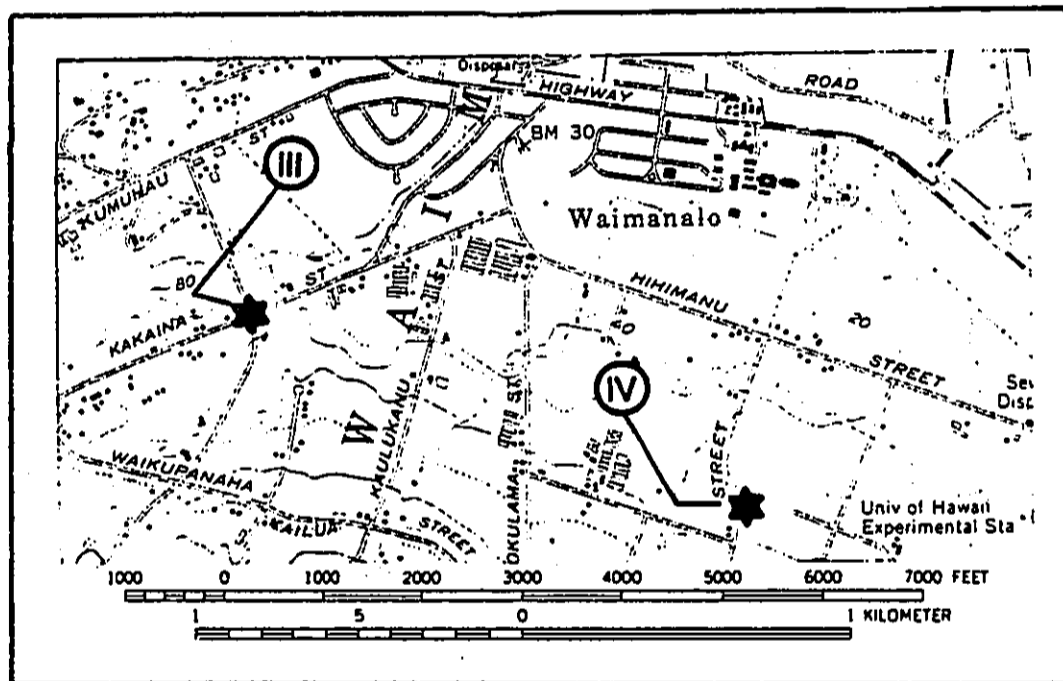 Disposal
HIGHWAY
ROAD
BM 30
KUMUHAU
ST
III
W A I M
Waimanalo
80
ST
KAKAINA
ST
HIHIMANU
STREET
40
20
IV
KAULUKANU
ST
STREET
WAIKUPANAHA
KAILUA
STREET
OKULAMA
Univ of Hawaii
Experimental Sta
1000 0 1000 2000 3000 4000 5000 6000 7000 FEET
1 5 0 1 KILOMETER